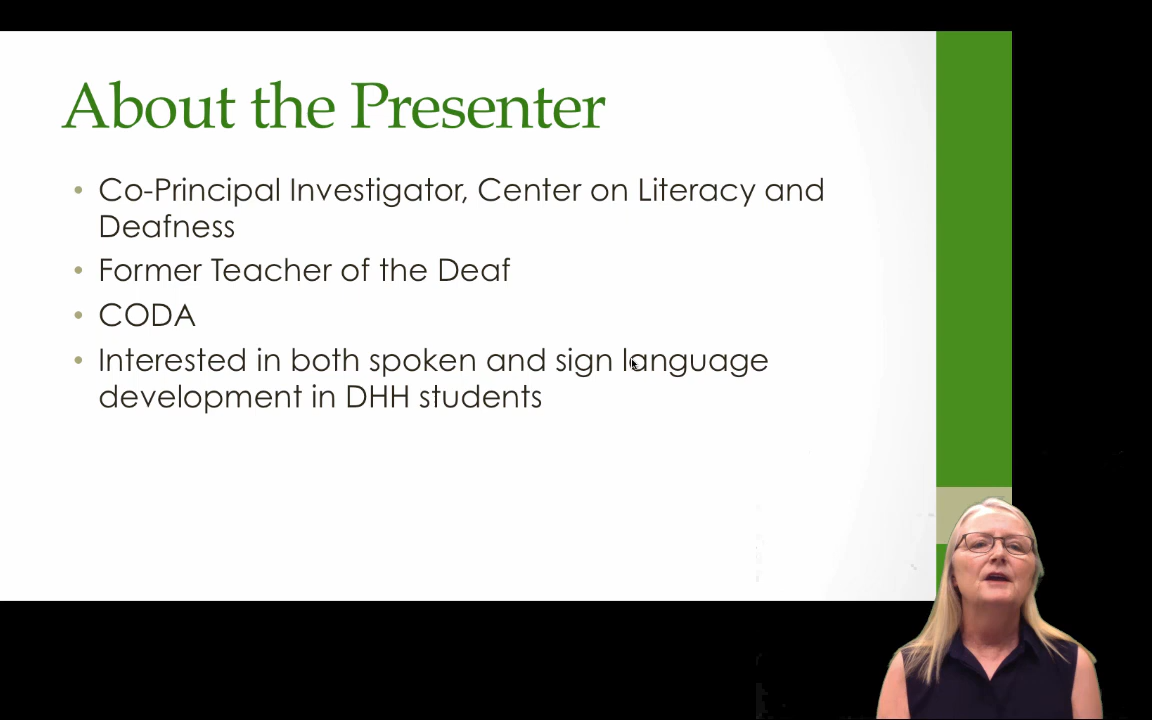 About the Presenter
• Co-Principal Investigator, Center on Literacy and
Deafness
• Former Teacher of the Deaf
• CODA
• Interested in both spoken and sign language
development in DHH students